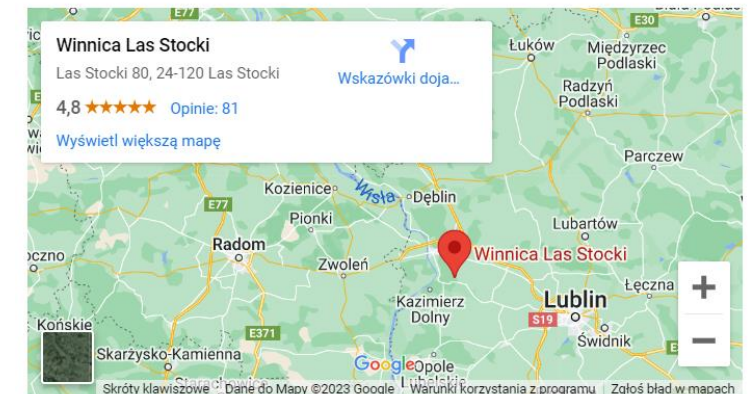 E77
E30
Winnica Las Stocki
Las Stocki 80, 24-120 Las Stocki
Wskazówki doja...
4,8
Opinie: 81
Wyświetl większą mapę
Łuków
Międzyrzec
Podlaski
Radzyń
Podlaski
Parczew
Kozienice
Wisła
Dęblin
E77
Pionki
Lubartów
Radom
Winnica Las Stocki
Zwoleń
Łęczna
Kazimierz
Dolny
Lublin
S19
Końskie
E371
Świdnik
Skarżysko-Kamienna
Google
Opole
Lubelskie
Starachowice
Skróty klawiszowe
Dane do Mapy ©2023 Google
Warunki korzystania z programu
Zgłoś błąd w mapach
+
−